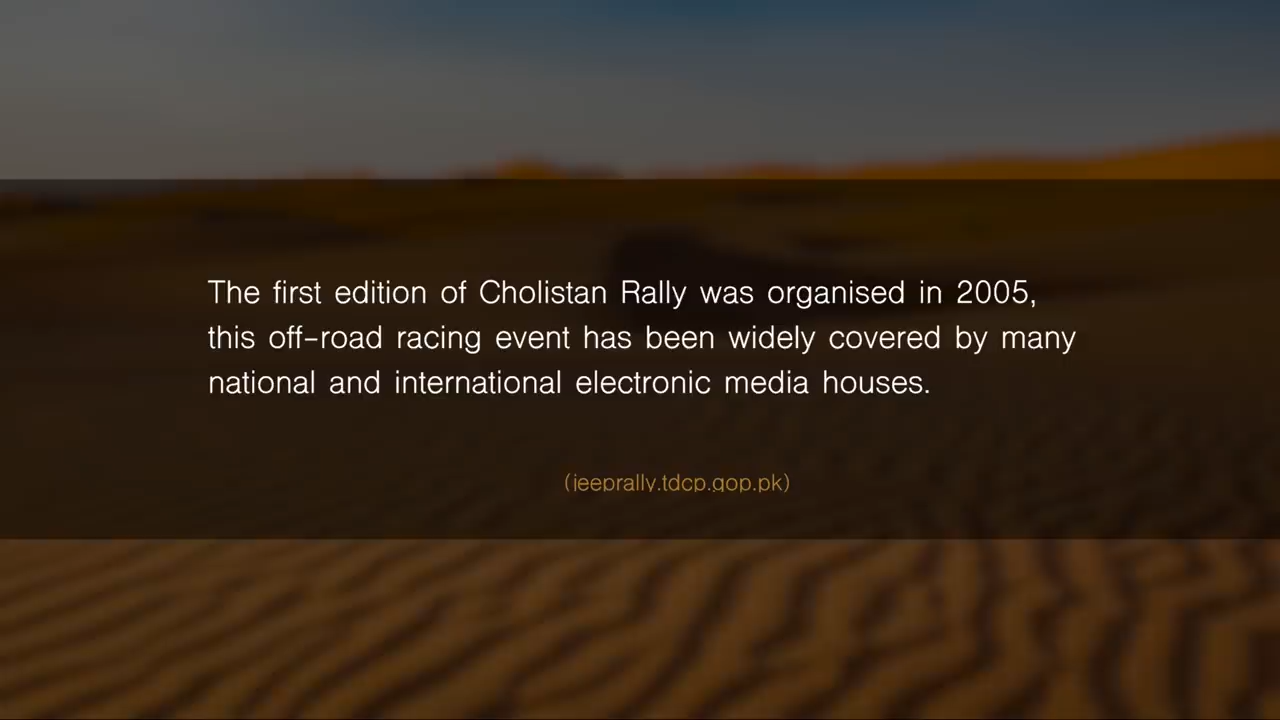 The first edition of Cholistan Rally was organised in 2005,
this off-road racing event has been widely covered by many
national and international electronic media houses.
(jeeprally.tdcp.gop.pk)